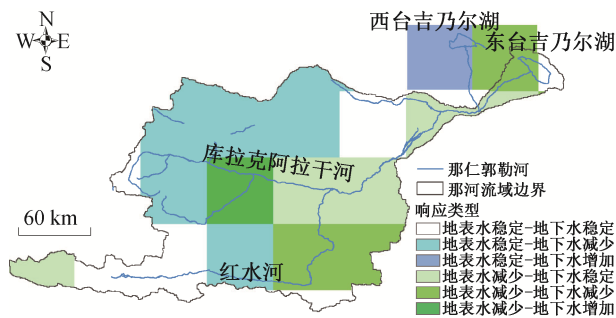 N
W E
S
西台吉乃尔湖
东台吉乃尔湖
库拉克阿拉干河
红水河
60 km
那仁郭勒河
那河流域边界
响应类型
地表水稳定-地下水稳定
地表水稳定-地下水减少
地表水稳定-地下水增加
地表水减少-地下水稳定
地表水减少-地下水减少
地表水减少-地下水增加